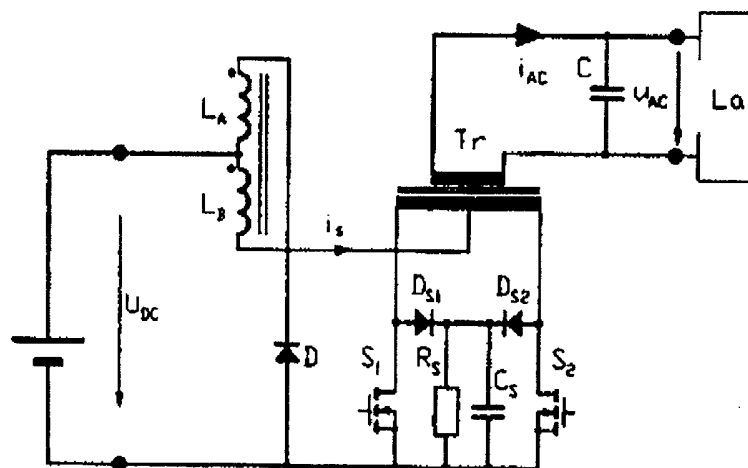 i_AC
C
u_AC
La
L_A
Tr
L_B
i_s
D_S1
D_S2
U_DC
D
S_1
R_S
C_S
S_2